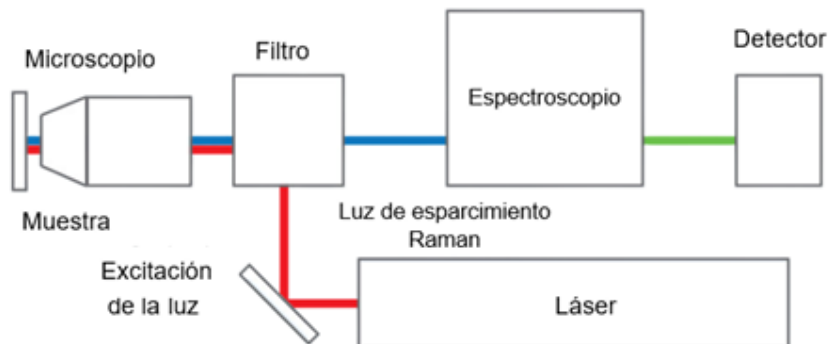 Microscopio
Filtro
Detector
Espectroscopio
Muestra
Luz de esparcimiento
Raman
Excitación
de la luz
Láser